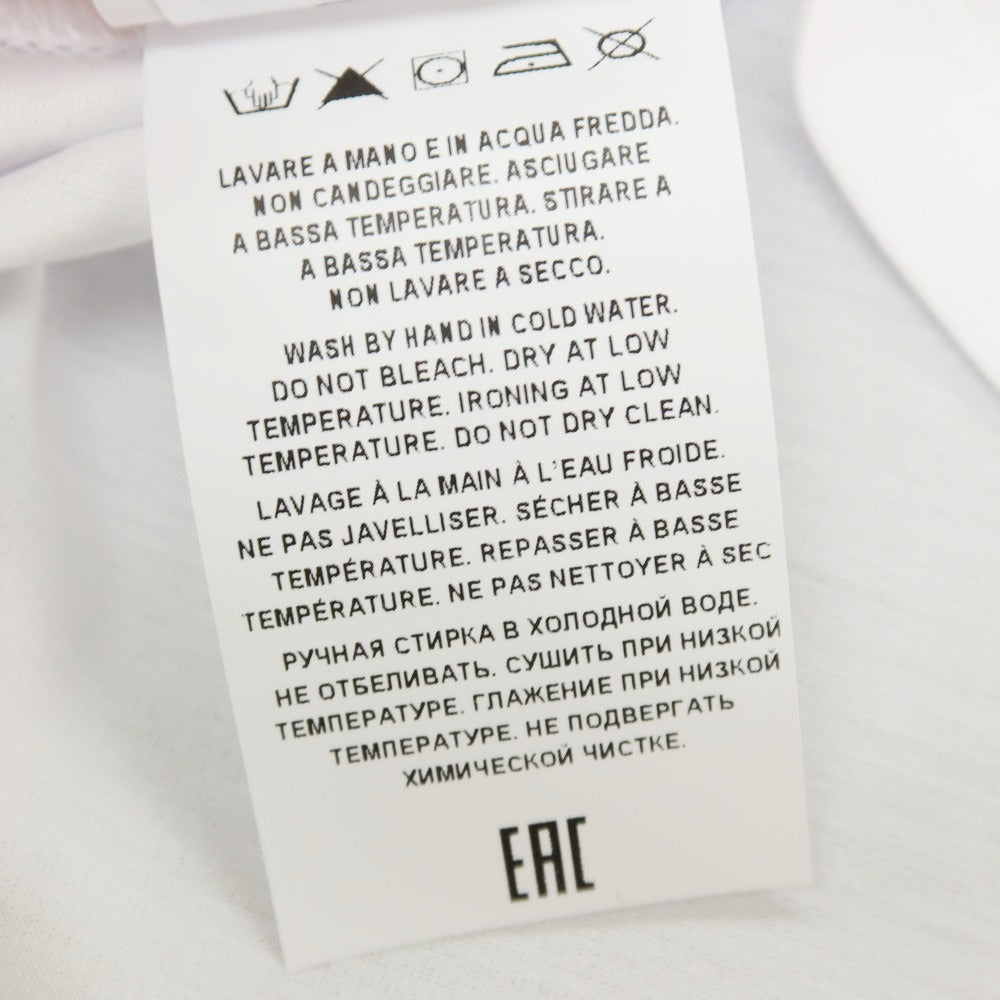 LAVARE A MANO E IN ACQUA FREDDA.
NON CANDEGGIARE. ASCIUGARE
A BASSA TEMPERATURA. STIRARE A
A BASSA TEMPERATURA.
NON LAVARE A SECCO.
WASH BY HAND IN COLD WATER.
DO NOT BLEACH. DRY AT LOW
TEMPERATURE. IRONING AT LOW
TEMPERATURE. DO NOT DRY CLEAN.
LAVAGE À LA MAIN À L'EAU FROIDE.
NE PAS JAVELLISER. SÉCHER À BASSE
TEMPÉRATURE. REPASSER À BASSE
TEMPÉRATURE. NE PAS NETTOYER À SEC
РУЧНАЯ СТИРКА В ХОЛОДНОЙ ВОДЕ.
НЕ ОТБЕЛИВАТЬ. СУШИТЬ ПРИ НИЗКОЙ
ТЕМПЕРАТУРЕ. ГЛАЖЕНИЕ ПРИ НИЗКОЙ
ТЕМПЕРАТУРЕ. НЕ ПОДВЕРГАТЬ
ХИМИЧЕСКОЙ ЧИСТКЕ.
EAC